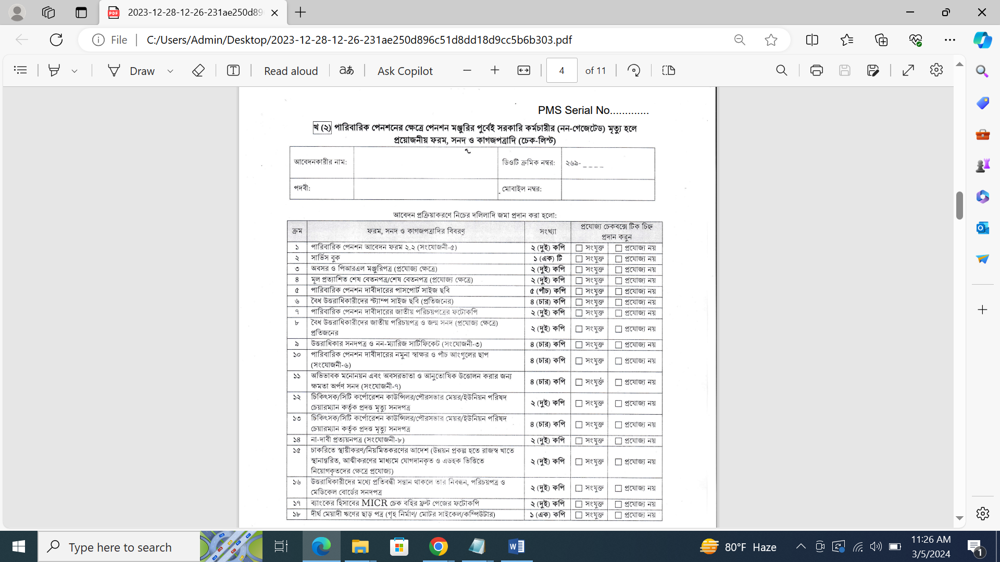 2023-12-28-12-26-231ae250d89
File
C:/Users/Admin/Desktop/2023-12-28-12-26-231ae250d896c51d8dd18d9cc5b6b303.pdf
Draw
Read aloud
aあ
Ask Copilot
4 of 11
PMS Serial No.............
খ (২) পারিবারিক পেনশনের ক্ষেত্রে পেনশন মঞ্জুরির পূর্বেই সরকারি কর্মচারীর (নন-গেজেটেড) মৃত্যু হলে
প্রয়োজনীয় ফরম, সনদ ও কাগজপত্রাদি (চেক-লিস্ট)
আবেদনকারীর নাম: ডিওটি ক্রমিক নম্বর: ২৬৯- _ _ _ _
পদবী: মোবাইল নম্বর:
আবেদন প্রক্রিয়াকরণে নিচের দলিলাদি জমা প্রদান করা হলো:
ক্রম ফরম, সনদ ও কাগজপত্রাদির বিবরণ সংখ্যা প্রযোজ্য চেকবক্সে টিক চিহ্ন
প্রদান করুন
১ পারিবারিক পেনশন আবেদন ফরম ২.২ (সংযোজনী-৫) ২ (দুই) কপি সংযুক্ত প্রযোজ্য নয়
২ সার্ভিস বুক ১ (এক) টি সংযুক্ত প্রযোজ্য নয়
৩ অবসর ও পিআরএল মঞ্জুরিপত্র (প্রযোজ্য ক্ষেত্রে) ২ (দুই) কপি সংযুক্ত প্রযোজ্য নয়
৪ মূল প্রত্যাশিত শেষ বেতনপত্র/শেষ বেতনপত্র (প্রযোজ্য ক্ষেত্রে) ২ (দুই) কপি সংযুক্ত প্রযোজ্য নয়
৫ পারিবারিক পেনশন দাবীদারের পাসপোর্ট সাইজ ছবি ৫ (পাঁচ) কপি সংযুক্ত প্রযোজ্য নয়
৬ বৈধ উত্তরাধিকারীদের স্ট্যাম্প সাইজ ছবি (প্রতিজনের) ৪ (চার) কপি সংযুক্ত প্রযোজ্য নয়
৭ পারিবারিক পেনশন দাবীদারের জাতীয় পরিচয়পত্রের ফটোকপি ২ (দুই) কপি সংযুক্ত প্রযোজ্য নয়
৮ বৈধ উত্তরাধিকারীদের জাতীয় পরিচয়পত্র ও জন্ম সনদ (প্রযোজ্য ক্ষেত্রে)
প্রতিজনের ২ (দুই) কপি সংযুক্ত প্রযোজ্য নয়
৯ উত্তরাধিকার সনদপত্র ও নন-ম্যারিজ সার্টিফিকেট (সংযোজনী-৩) ৪ (চার) কপি সংযুক্ত প্রযোজ্য নয়
১০ পারিবারিক পেনশন দাবীদারের নমুনা স্বাক্ষর ও পাঁচ আংগুলের ছাপ
(সংযোজনী-৬) ৪ (চার) কপি সংযুক্ত প্রযোজ্য নয়
১১ অভিভাবক মনোনয়ন এবং অবসরভাতা ও আনুতোষিক উত্তোলন করার জন্য
ক্ষমতা অর্পণ সনদ (সংযোজনী-৭) ৪ (চার) কপি সংযুক্ত প্রযোজ্য নয়
১২ চিকিৎসক/সিটি কর্পোরেশন কাউন্সিলর/পৌরসভার মেয়র/ইউনিয়ন পরিষদ
চেয়ারম্যান কর্তৃক প্রদত্ত মৃত্যু সনদপত্র ২ (দুই) কপি সংযুক্ত প্রযোজ্য নয়
১৩ চিকিৎসক/সিটি কর্পোরেশন কাউন্সিলর/পৌরসভার মেয়র/ইউনিয়ন পরিষদ
চেয়ারম্যান কর্তৃক প্রদত্ত মৃত্যু সনদপত্র ৪ (চার) কপি সংযুক্ত প্রযোজ্য নয়
১৪ না-দাবী প্রত্যয়নপত্র (সংযোজনী-৮) ২ (দুই) কপি সংযুক্ত প্রযোজ্য নয়
১৫ চাকরিতে স্থায়ীকরণ/নিয়মিতকরণের আদেশ (উন্নয়ন প্রকল্প হতে রাজস্ব খাতে
স্থানান্তরিত, আত্মীকরণের মাধ্যমে যোগদানকৃত ও এডহক ভিত্তিতে
নিয়োগকৃতদের ক্ষেত্রে প্রযোজ্য) ২ (দুই) কপি সংযুক্ত প্রযোজ্য নয়
১৬ উত্তরাধিকারীদের মধ্যে প্রতিবন্ধী সন্তান থাকলে তার নিবন্ধন, পরিচয়পত্র ও
মেডিকেল বোর্ডের সনদপত্র ২ (দুই) কপি সংযুক্ত প্রযোজ্য নয়
১৭ ব্যাংকের হিসাবের MICR চেক বহির ফ্রন্ট পেজের ফটোকপি ২ (দুই) কপি সংযুক্ত প্রযোজ্য নয়
১৮ দীর্ঘ মেয়াদী ঋণের ছাড় পত্র (গৃহ নির্মাণ/ মোটর সাইকেল/কম্পিউটার) ১ (এক) কপি সংযুক্ত প্রযোজ্য নয়
Type here to search
80°F Haze
11:26 AM
3/5/2024
1